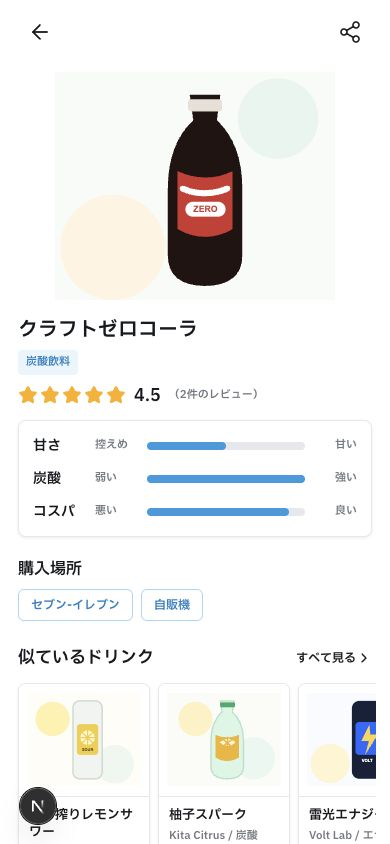 ZERO
クラフトゼロコーラ
炭酸飲料
4.5 （2件のレビュー）
甘さ 控えめ 甘い
炭酸 弱い 強い
コスパ 悪い 良い
購入場所
セブン-イレブン 自販機
似ているドリンク
すべて見る
SOUR
VOLT
N
搾りレモンサ
ワー
柚子スパーク
Kita Citrus / 炭酸
雷光エナジ
Volt Lab / エ